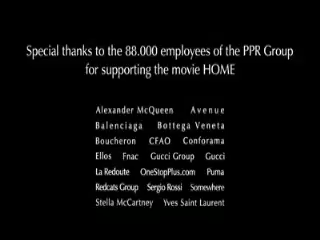 Special thanks to the 88.000 employees of the PPR Group
for supporting the movie HOME
Alexander McQueen Avenue
Balenciaga Bottega Veneta
Boucheron CFAO Conforama
Ellos Fnac Gucci Group Gucci
La Redoute OneStopPlus.com Puma
Redcats Group Sergio Rossi Somewhere
Stella McCartney Yves Saint Laurent